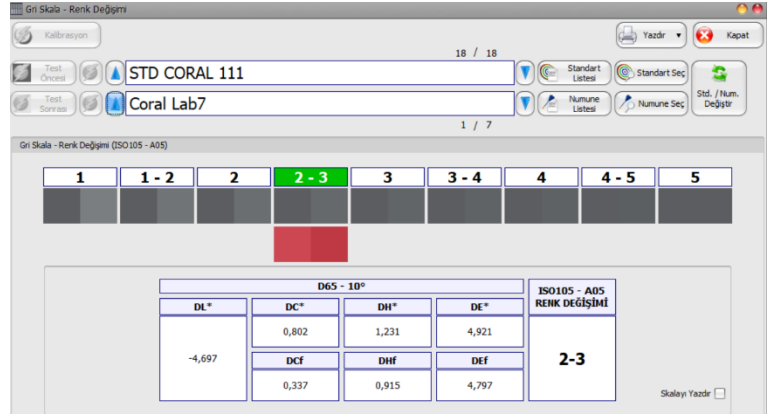 Gri Skala - Renk Değişimi
Kalibrasyon
Yazdır
Kapat
18 / 18
Test Öncesi
STD CORAL 111
Standart Listesi
Standart Seç
Std. / Num. Değiştir
Test Sonrası
Coral Lab7
Numune Listesi
Numune Seç
1 / 7
Gri Skala - Renk Değişimi (ISO105 - A05)
1 1 - 2 2 2 - 3 3 3 - 4 4 4 - 5 5
D65 - 10°
ISO105 - A05
RENK DEĞİŞİMİ
DL* DC* DH* DE*
0,802 1,231 4,921
-4,697
2-3
DCf DHf DEf
0,337 0,915 4,797
Skalayı Yazdır